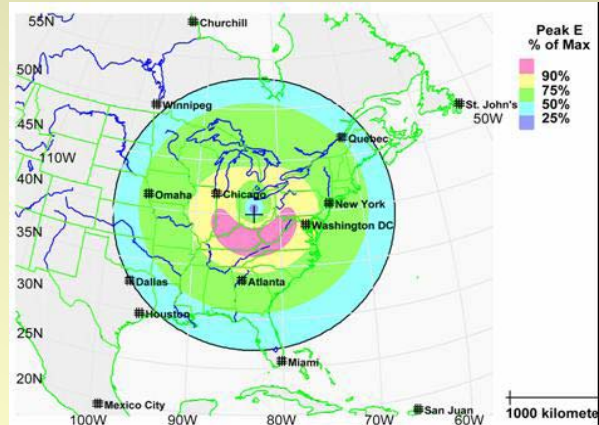 55N
Churchill
Peak E
% of Max
50N
90%
75%
50%
25%
Winnipeg
St. John's
50W
45N
Quebec
110W
40N
Omaha
Chicago
New York
35N
Washington DC
30N
Dallas
Atlanta
Houston
25N
Miami
20N
Mexico City
San Juan
100W
90W
80W
70W
60W
1000 kilomete